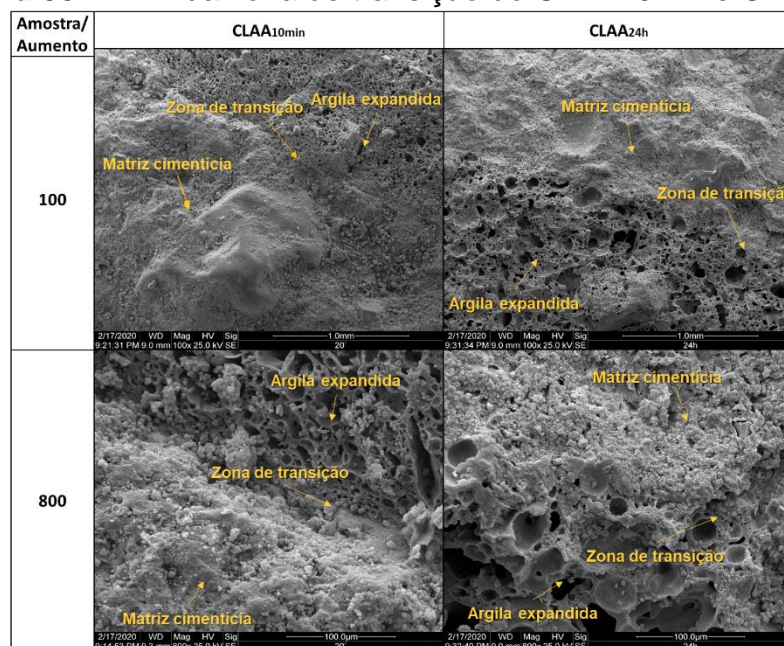 Amostra/
Aumento
CLAA10min
CLAA24h
100
Zona de transição
Argila expandida
Matriz cimenticia
2/17/2020 WD Mag HV Sig
9:21:31 PM 9.0 mm 100x 25.0 kV SE
1.0mm
20'
Matriz cimenticia
Zona de transiçã
Argila expandida
2/17/2020 WD Mag HV Sig
9:31:34 PM 9.0 mm 100x 25.0 kV SE
1.0mm
24h
800
Argila expandida
Zona de transição
Matriz cimenticia
2/17/2020 WD Mag HV Sig
100.0µm
20'
Matriz cimenticia
Zona de transição
Argila expandida
2/17/2020 WD Mag HV Sig
100.0µm
24h